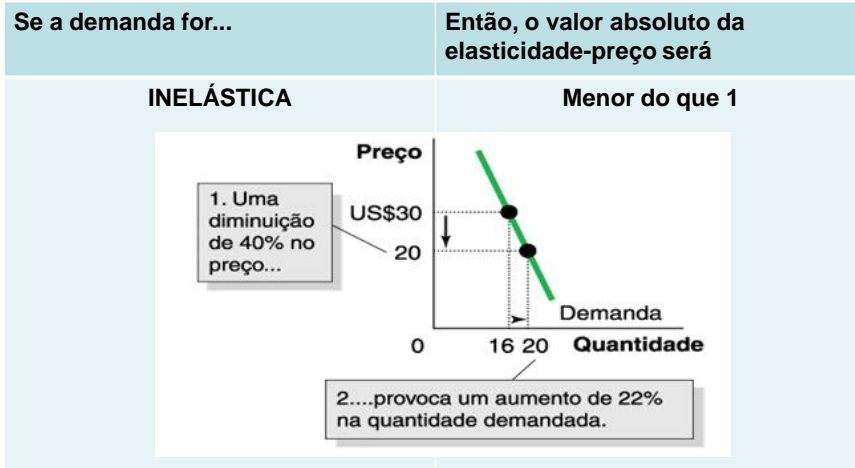 Se a demanda for...
Então, o valor absoluto da
elasticidade-preço será
INELÁSTICA
Menor do que 1
Preço
1. Uma
diminuição
de 40% no
preço...
US$30
20
Demanda
0
16 20
Quantidade
2....provoca um aumento de 22%
na quantidade demandada.